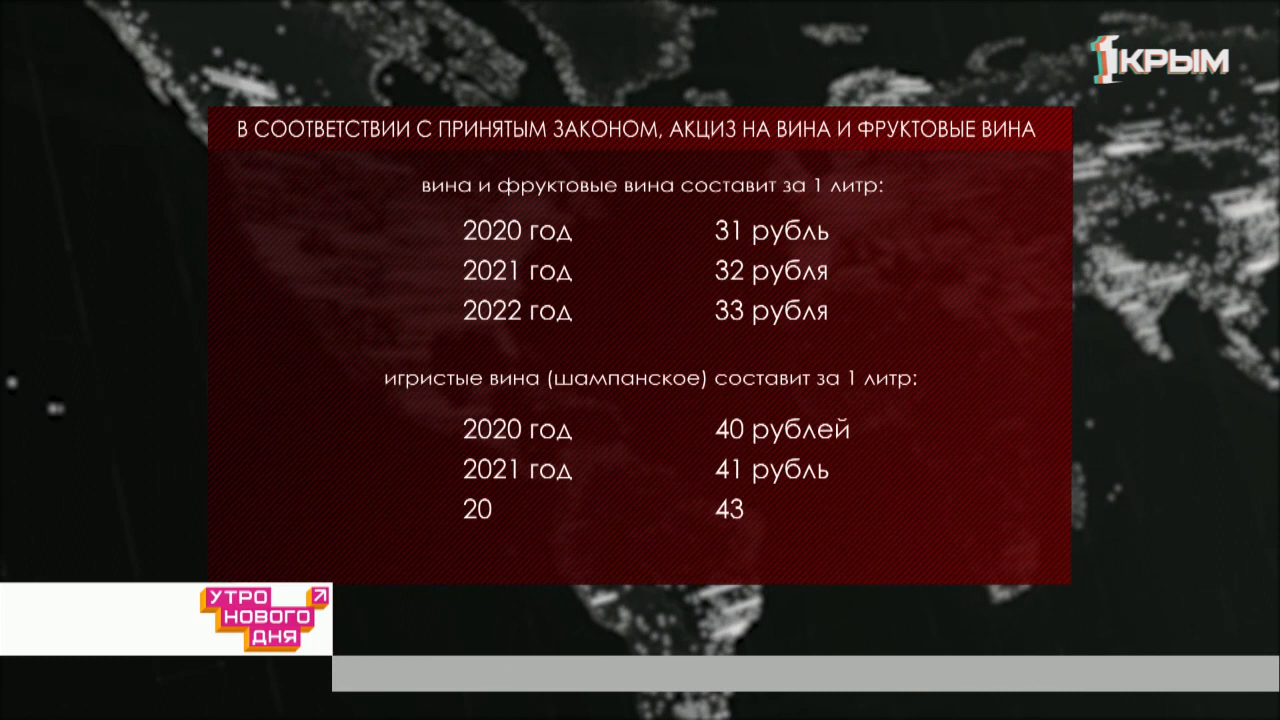 1КРЫМ
В СООТВЕТСТВИИ С ПРИНЯТЫМ ЗАКОНОМ, АКЦИЗ НА ВИНА И ФРУКТОВЫЕ ВИНА
вина и фруктовые вина составит за 1 литр:
2020 год 31 рубль
2021 год 32 рубля
2022 год 33 рубля
игристые вина (шампанское) составит за 1 литр:
2020 год 40 рублей
2021 год 41 рубль
20 43
УТРО
НОВОГО
ДНЯ